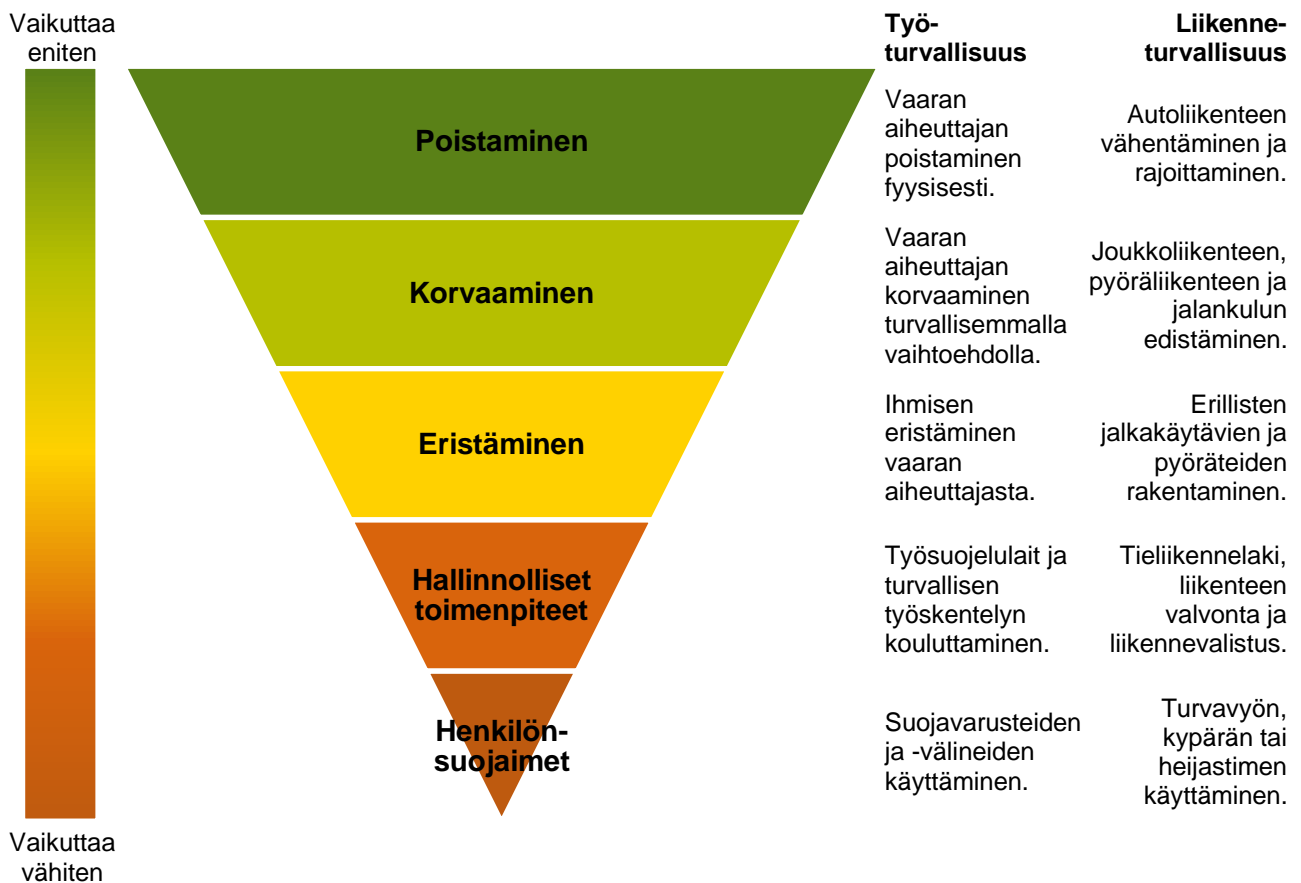 Vaikuttaa
eniten
Työ-
turvallisuus
Liikenne-
turvallisuus
Poistaminen
Vaaran
aiheuttajan
poistaminen
fyysisesti.
Autoliikenteen
vähentäminen ja
rajoittaminen.
Korvaaminen
Vaaran
aiheuttajan
korvaaminen
turvallisemmalla
vaihtoehdolla.
Joukkoliikenteen,
pyöräliikenteen ja
jalankulun
edistäminen.
Eristäminen
Ihmisen
eristäminen
vaaran
aiheuttajasta.
Erillisten
jalkakäytävien ja
pyöräteiden
rakentaminen.
Hallinnolliset
toimenpiteet
Työsuojelulait ja
turvallisen
työskentelyn
kouluttaminen.
Tieliikennelaki,
liikenteen
valvonta ja
liikennevalistus.
Henkilön-
suojaimet
Suojavarusteiden
ja -välineiden
käyttäminen.
Turvavyön,
kypärän tai
heijastimen
käyttäminen.
Vaikuttaa
vähiten